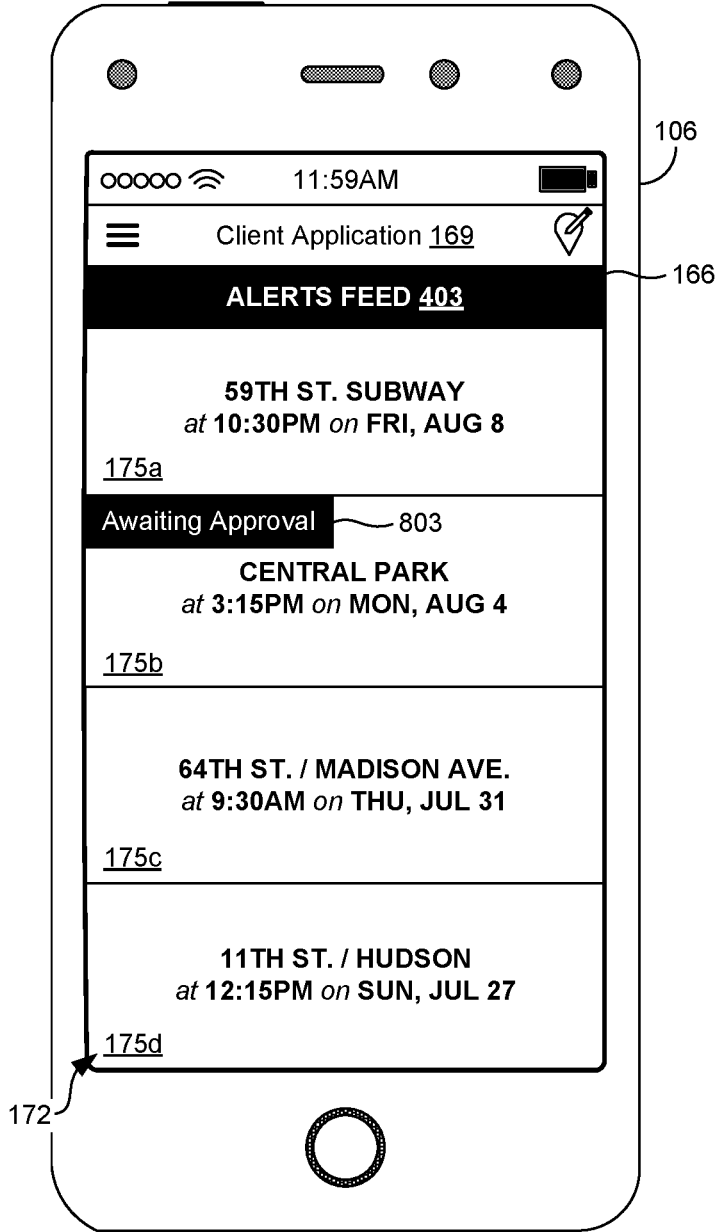 106
11:59AM
Client Application 169
166
ALERTS FEED 403
59TH ST. SUBWAY
at 10:30PM on FRI, AUG 8
175a
Awaiting Approval
803
CENTRAL PARK
at 3:15PM on MON, AUG 4
175b
64TH ST. / MADISON AVE.
at 9:30AM on THU, JUL 31
175c
11TH ST. / HUDSON
at 12:15PM on SUN, JUL 27
175d
172